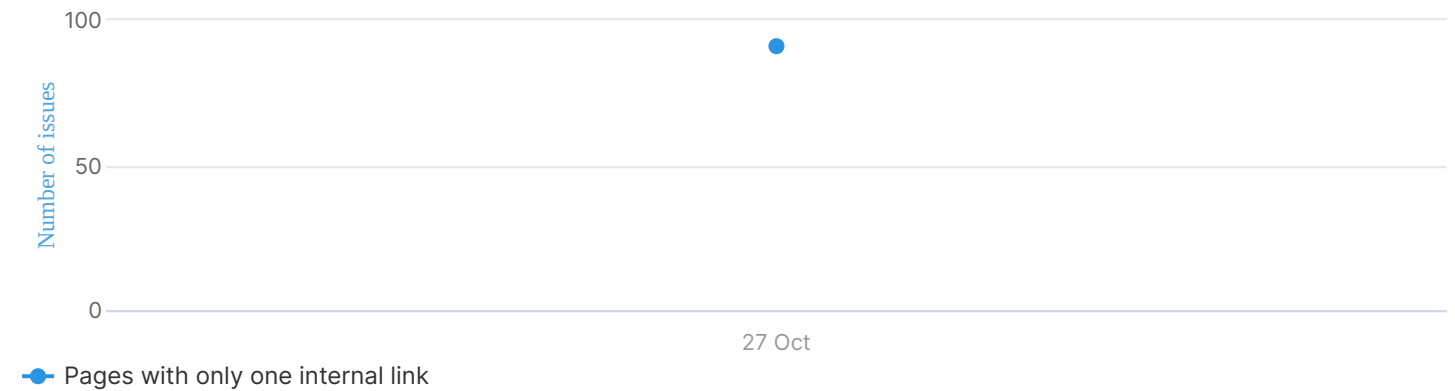 100
Number of issues
50
0
27 Oct
Pages with only one internal link